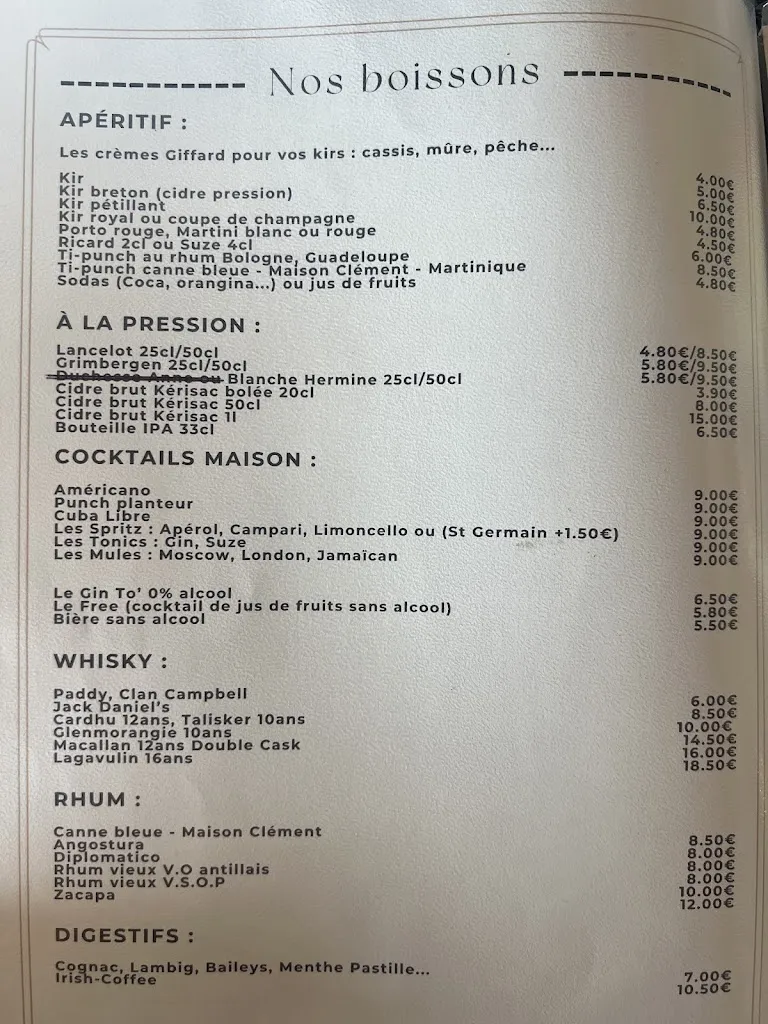 Nos boissons
APÉRITIF :
Les crèmes Giffard pour vos kirs : cassis, mûre, pêche...
Kir 4.00€
Kir breton (cidre pression) 5.00€
Kir pétillant 6.50€
Kir royal ou coupe de champagne 10.00€
Porto rouge, Martini blanc ou rouge 4.80€
Ricard 2cl ou Suze 4cl 4.50€
Ti-punch au rhum Bologne, Guadeloupe 6.00€
Ti-punch canne bleue - Maison Clément - Martinique 8.50€
Sodas (Coca, orangina...) ou jus de fruits 4.80€
À LA PRESSION :
Lancelot 25cl/50cl 4.80€/8.50€
Grimbergen 25cl/50cl 5.80€/9.50€
Duchesse Anne ou Blanche Hermine 25cl/50cl 5.80€/9.50€
Cidre brut Kérisac bolée 20cl 3.90€
Cidre brut Kérisac 50cl 8.00€
Cidre brut Kérisac 1l 15.00€
Bouteille IPA 33cl 6.50€
COCKTAILS MAISON :
Américano 9.00€
Punch planteur 9.00€
Cuba Libre 9.00€
Les Spritz : Apérol, Campari, Limoncello ou (St Germain +1.50€) 9.00€
Les Tonics : Gin, Suze 9.00€
Les Mules : Moscow, London, Jamaïcan 9.00€
Le Gin To' 0% alcool 6.50€
Le Free (cocktail de jus de fruits sans alcool) 5.80€
Bière sans alcool 5.50€
WHISKY :
Paddy, Clan Campbell 6.00€
Jack Daniel's 8.50€
Cardhu 12ans, Talisker 10ans 10.00€
Glenmorangie 10ans 14.50€
Macallan 12ans Double Cask 16.00€
Lagavulin 16ans 18.50€
RHUM :
Canne bleue - Maison Clément 8.50€
Angostura 8.00€
Diplomatico 8.00€
Rhum vieux V.O antillais 8.00€
Rhum vieux V.S.O.P 10.00€
Zacapa 12.00€
DIGESTIFS :
Cognac, Lambig, Baileys, Menthe Pastille... 7.00€
Irish-Coffee 10.50€